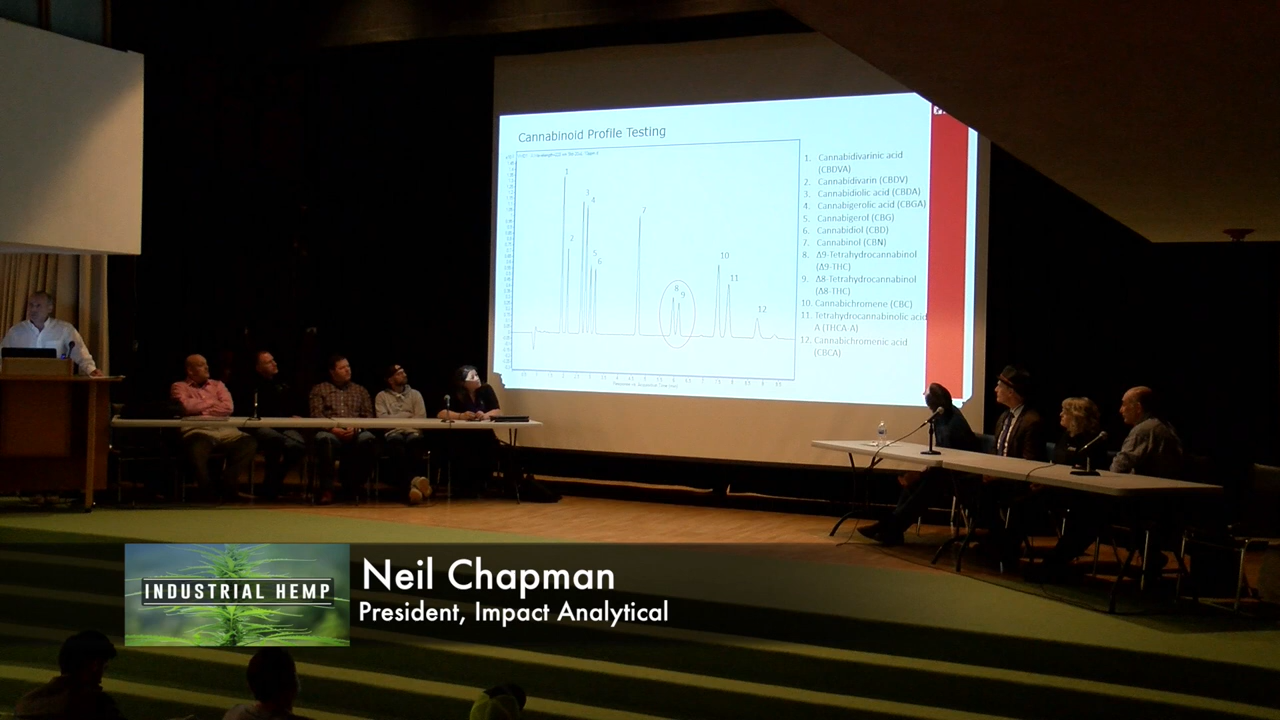 Cannabinoid Profile Testing
1
2
3
4
5
6
7
8
9
10
11
12
1. Cannabidivarinic acid
(CBDVA)
2. Cannabidivarin (CBDV)
3. Cannabidiolic acid (CBDA)
4. Cannabigerolic acid (CBGA)
5. Cannabigerol (CBG)
6. Cannabidiol (CBD)
7. Cannabinol (CBN)
8. Δ9-Tetrahydrocannabinol
(Δ9-THC)
9. Δ8-Tetrahydrocannabinol
(Δ8-THC)
10. Cannabichromene (CBC)
11. Tetrahydrocannabinolic acid
A (THCA-A)
12. Cannabichromenic acid
(CBCA)
INDUSTRIAL HEMP
Neil Chapman
President, Impact Analytical